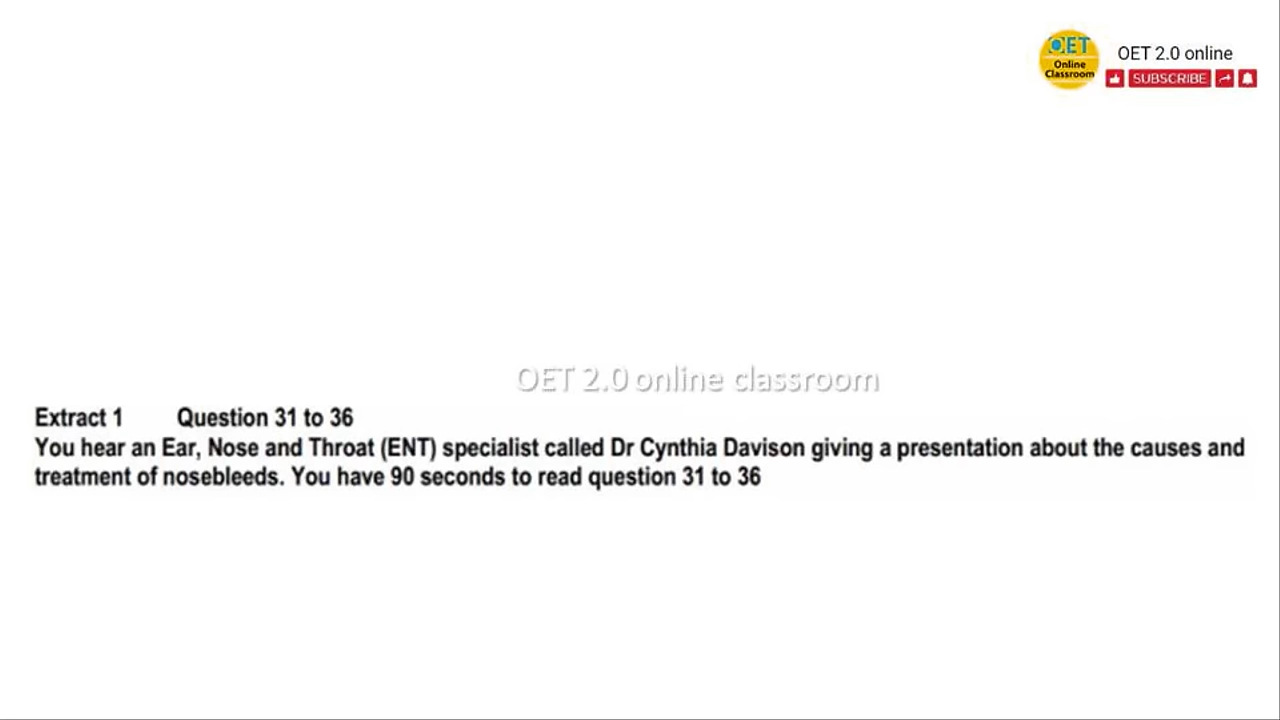 OET
Online
Classroom
OET 2.0 online
SUBSCRIBE
OET 2.0 online classroom
Extract 1 Question 31 to 36
You hear an Ear, Nose and Throat (ENT) specialist called Dr Cynthia Davison giving a presentation about the causes and
treatment of nosebleeds. You have 90 seconds to read question 31 to 36